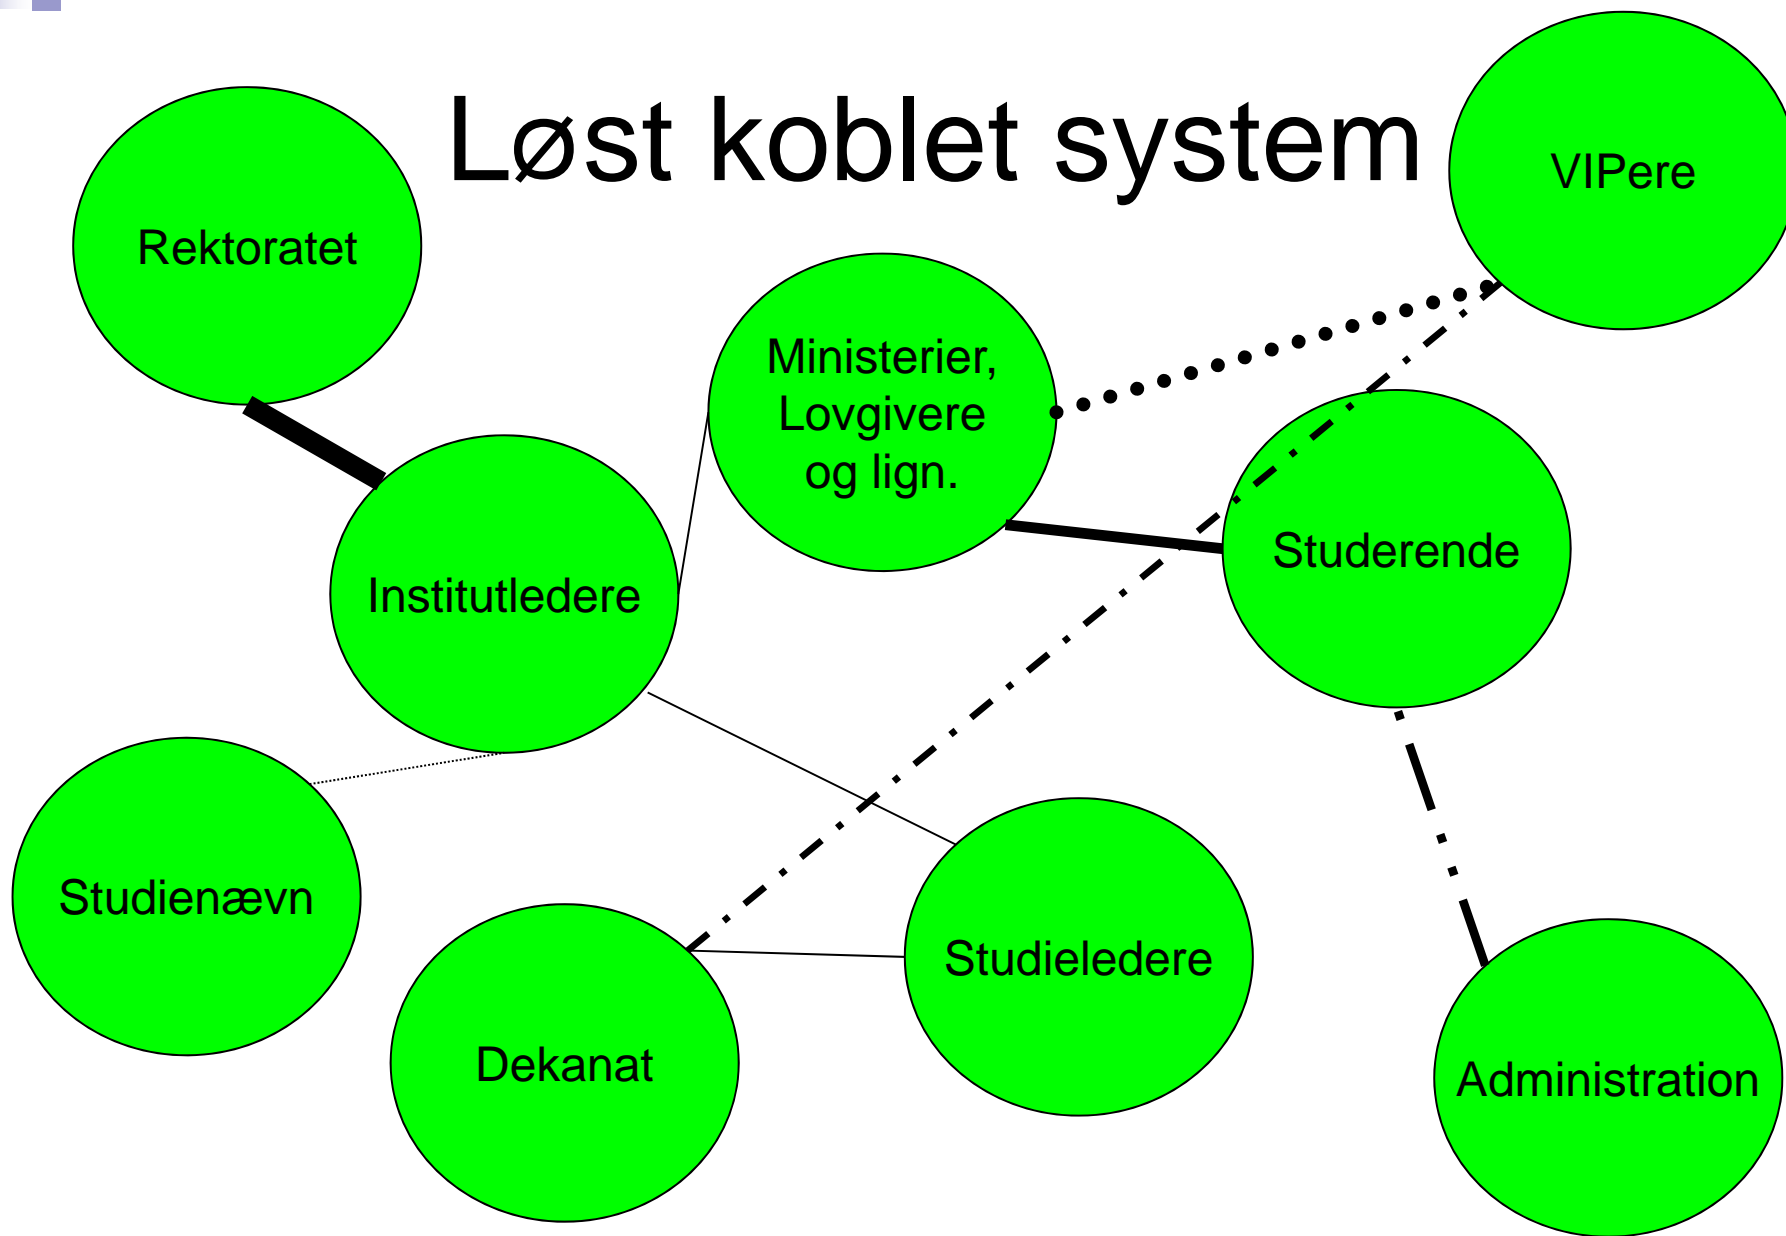 Løst koblet system
VIPere
Rektoratet
Ministerier,
Lovgivere
og lign.
Studerende
Institutledere
Studienævn
Studieledere
Dekanat
Administration